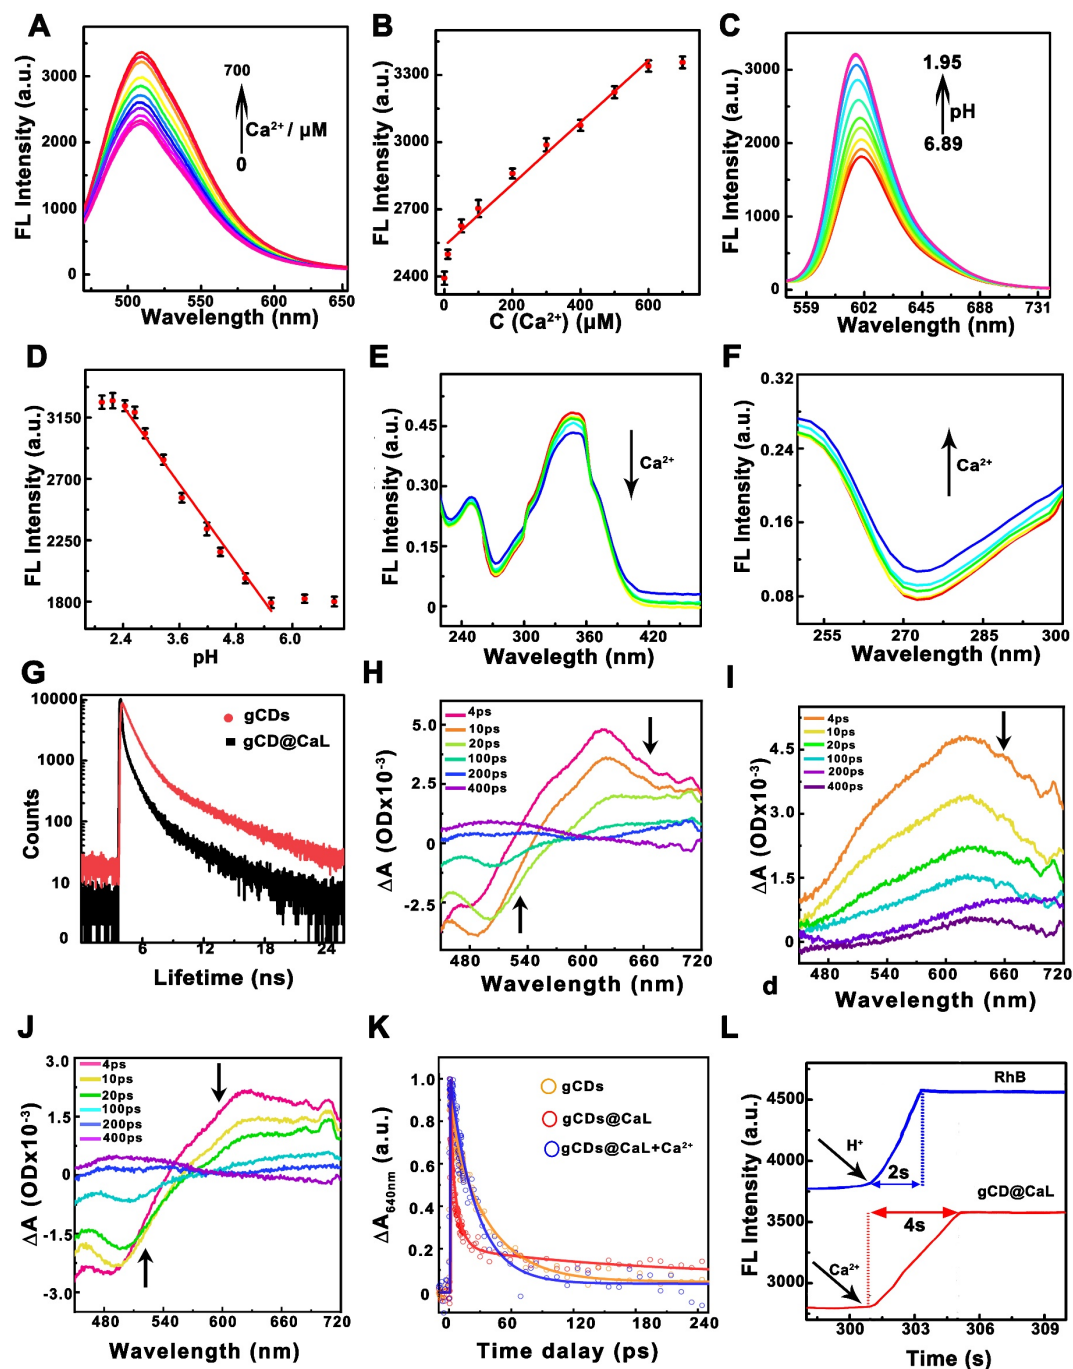 A
FL Intensity (a.u.)
3000
2000
1000
0
500
550
600
650
Wavelength (nm)
700
Ca²⁺ / μM
0
B
FL Intensity (a.u.)
3300
3000
2700
2400
0
200
400
600
C (Ca²⁺) (μM)
C
FL Intensity (a.u.)
3000
2000
1000
0
559
602
645
688
731
Wavelength (nm)
1.95
pH
6.89
D
FL Intensity (a.u.)
3150
2700
2250
1800
2.4
3.6
4.8
6.0
pH
E
FL Intensity (a.u.)
0.45
0.30
0.15
0
240
300
360
420
Wavelegth (nm)
Ca²⁺
F
FL Intensity (a.u.)
0.32
0.24
0.16
0.08
255
270
285
300
Wavelength (nm)
Ca²⁺
G
Counts
10000
1000
100
10
0
6
12
18
24
Lifetime (ns)
gCDs
gCD@CaL
H
ΔA (ODx10⁻³)
5.0
2.5
0
-2.5
480
540
600
660
720
Wavelength (nm)
4ps
10ps
20ps
100ps
200ps
400ps
I
ΔA (ODx10⁻³)
4.5
3.0
1.5
0
480
540
600
660
720
d
Wavelength (nm)
4ps
10ps
20ps
100ps
200ps
400ps
J
ΔA (ODx10⁻³)
3.0
1.5
0
-1.5
-3.0
480
540
600
660
720
Wavelength (nm)
4ps
10ps
20ps
100ps
200ps
400ps
K
ΔA640nm (a.u.)
1.0
0.8
0.6
0.4
0.2
0
0
60
120
180
240
Time dalay (ps)
gCDs
gCDs@CaL
gCDs@CaL+Ca²⁺
L
FL Intensity (a.u.)
4500
4000
3500
3000
300
303
306
309
Time (s)
RhB
H⁺
2s
gCD@CaL
4s
Ca²⁺